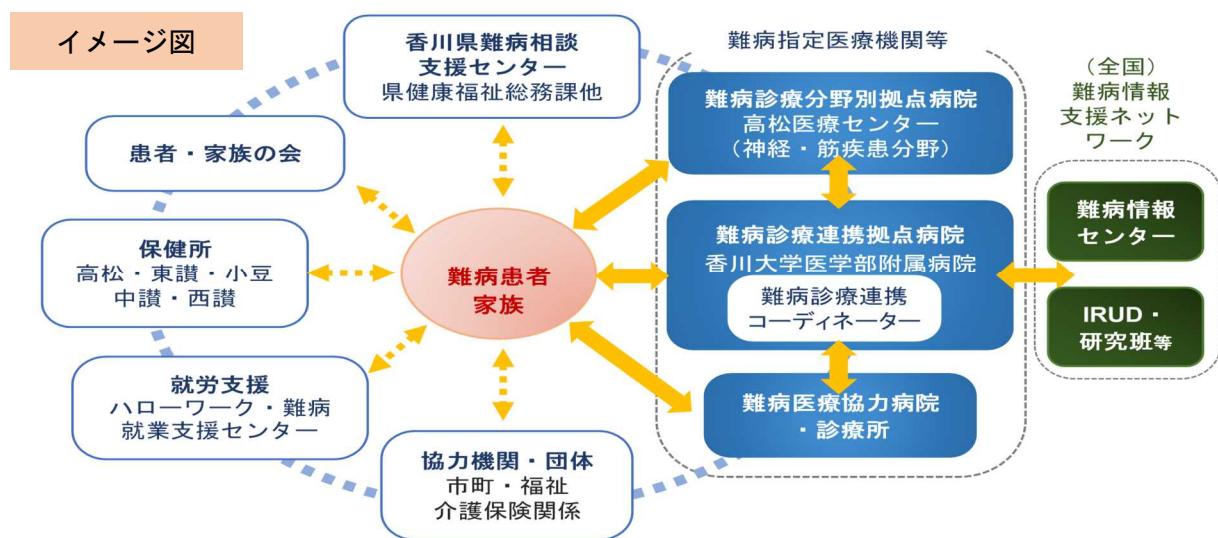 イメージ図
香川県難病相談
支援センター
県健康福祉総務課他
患者・家族の会
保健所
高松・東讃・小豆
中讃・西讃
就労支援
ハローワーク・難病
就業支援センター
協力機関・団体
市町・福祉
介護保険関係
難病患者
家族
難病指定医療機関等
難病診療分野別拠点病院
高松医療センター
（神経・筋疾患分野）
難病診療連携拠点病院
香川大学医学部附属病院
難病診療連携
コーディネーター
難病医療協力病院
・診療所
（全国）
難病情報
支援ネット
ワーク
難病情報
センター
IRUD・
研究班等